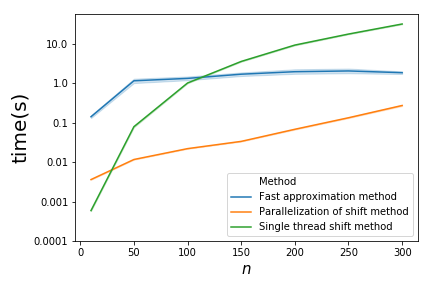 time(s)
10.0
1.0
0.1
0.01
0.001
0.0001
0
50
100
150
200
250
300
n
Method
Fast approximation method
Parallelization of shift method
Single thread shift method